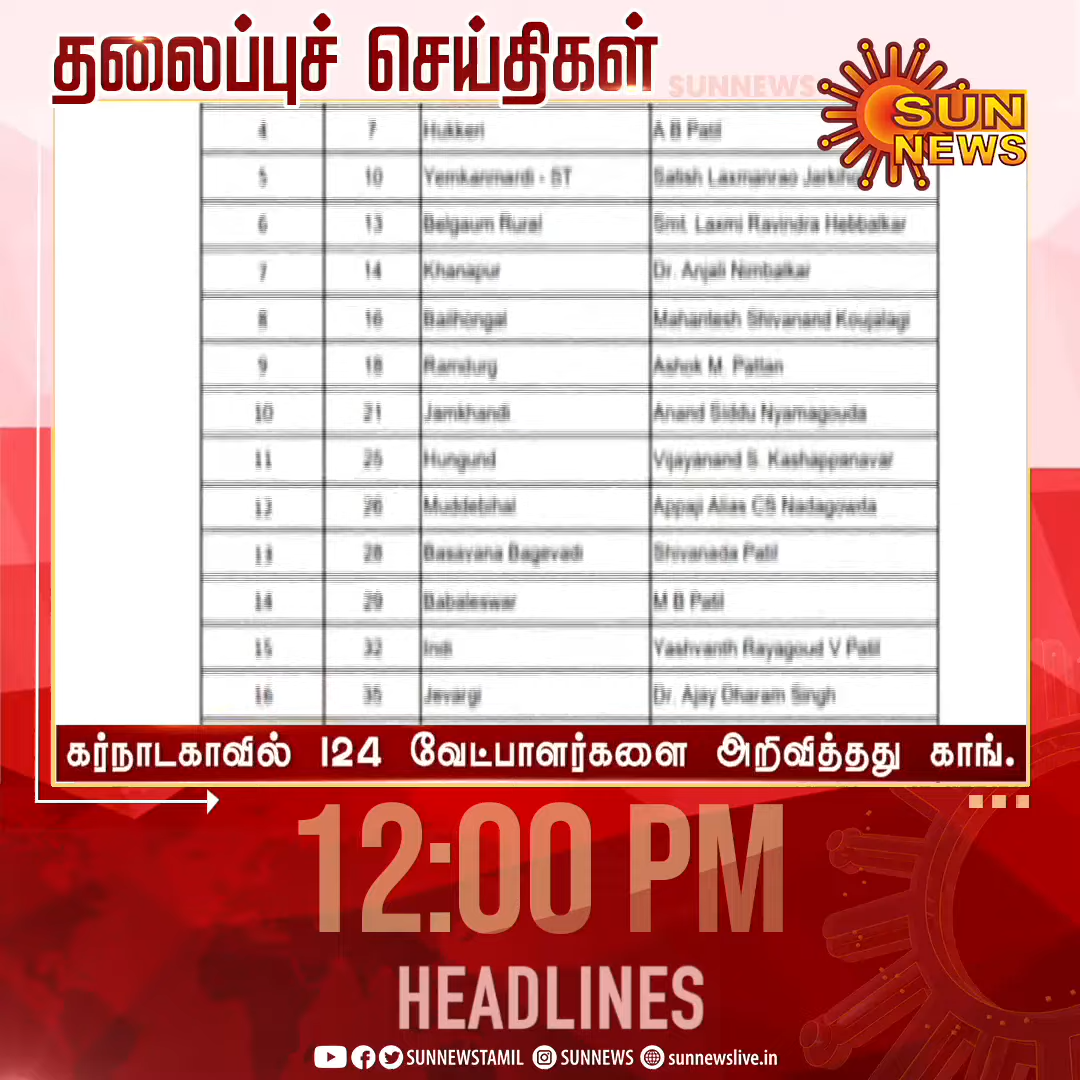 தலைப்புச் செய்திகள்
SUNNEWS
SUN
NEWS
4 7 Hukkeri A B Patil
5 10 Yemkanmardi - ST Satish Laxmanrao
6 13 Belgaum Rural Smt. Laxmi Ravindra Hebbalkar
7 14 Khanapur Dr. Anjali Nimbalkar
8 16 Bailhongal Mahantesh Shivanand Koujalagi
9 18 Ramdurg Ashok M. Pattan
10 21 Jamkhandi Anand Siddu Nyamagouda
11 25 Hungund Vijayanand S. Kashappanavar
12 26 Muddebihal Appaji Alias CS Nadagowda
13 28 Basavana Bagevadi Shivanada Patil
14 29 Babaleswar M B Patil
15 32 Indi Yashvanth Rayagoud V Patil
16 35 Jevargi Dr. Ajay Dharam Singh
கர்நாடகாவில் 124 வேட்பாளர்களை அறிவித்தது காங்.
12:00 PM
HEADLINES
SUNNEWSTAMIL SUNNEWS sunnewslive.in